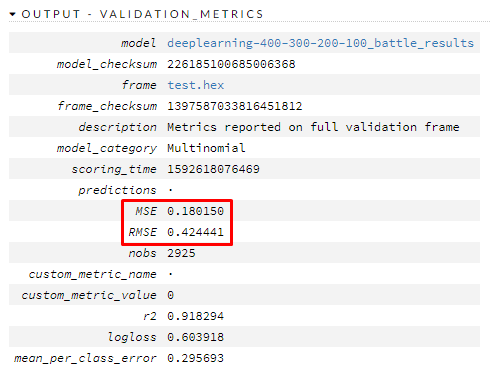 OUTPUT - VALIDATION_METRICS
model deeplearning-400-300-200-100_battle_results
model_checksum 226185100685006368
frame test.hex
frame_checksum 1397587033816451812
description Metrics reported on full validation frame
model_category Multinomial
scoring_time 1592618076469
predictions ·
MSE 0.180150
RMSE 0.424441
nobs 2925
custom_metric_name ·
custom_metric_value 0
r2 0.918294
logloss 0.603918
mean_per_class_error 0.295693